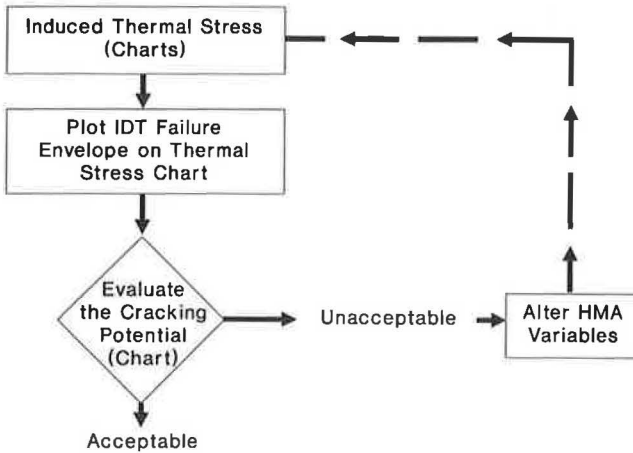 Induced Thermal Stress
(Charts)
Plot IDT Failure
Envelope on Thermal
Stress Chart
Evaluate
the Cracking
Potential
(Chart)
Unacceptable
Alter HMA
Variables
Acceptable